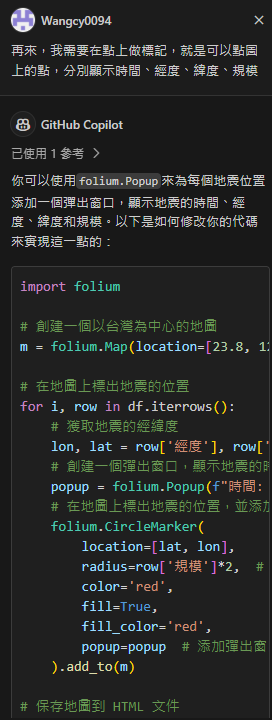 Wangcy0094
再來，我需要在點上做標記，就是可以點圖
上的點，分別顯示時間、經度、緯度、規模
GitHub Copilot
已使用 1 參考
你可以使用folium.Popup來為每個地震位置
添加一個彈出窗口，顯示地震的時間、經
度、緯度和規模。以下是如何修改你的代碼
來實現這一點的：
import folium
# 創建一個以台灣為中心的地圖
m = folium.Map(location=[23.8, 12
# 在地圖上標出地震的位置
for i, row in df.iterrows():
# 獲取地震的經緯度
lon, lat = row['經度'], row['
# 創建一個彈出窗口，顯示地震的時
popup = folium.Popup(f"時間:
# 在地圖上標出地震的位置，並添加
folium.CircleMarker(
location=[lat, lon],
radius=row['規模']*2,  #
color='red',
fill=True,
fill_color='red',
popup=popup  # 添加彈出窗
).add_to(m)
# 保存地圖到 HTML 文件